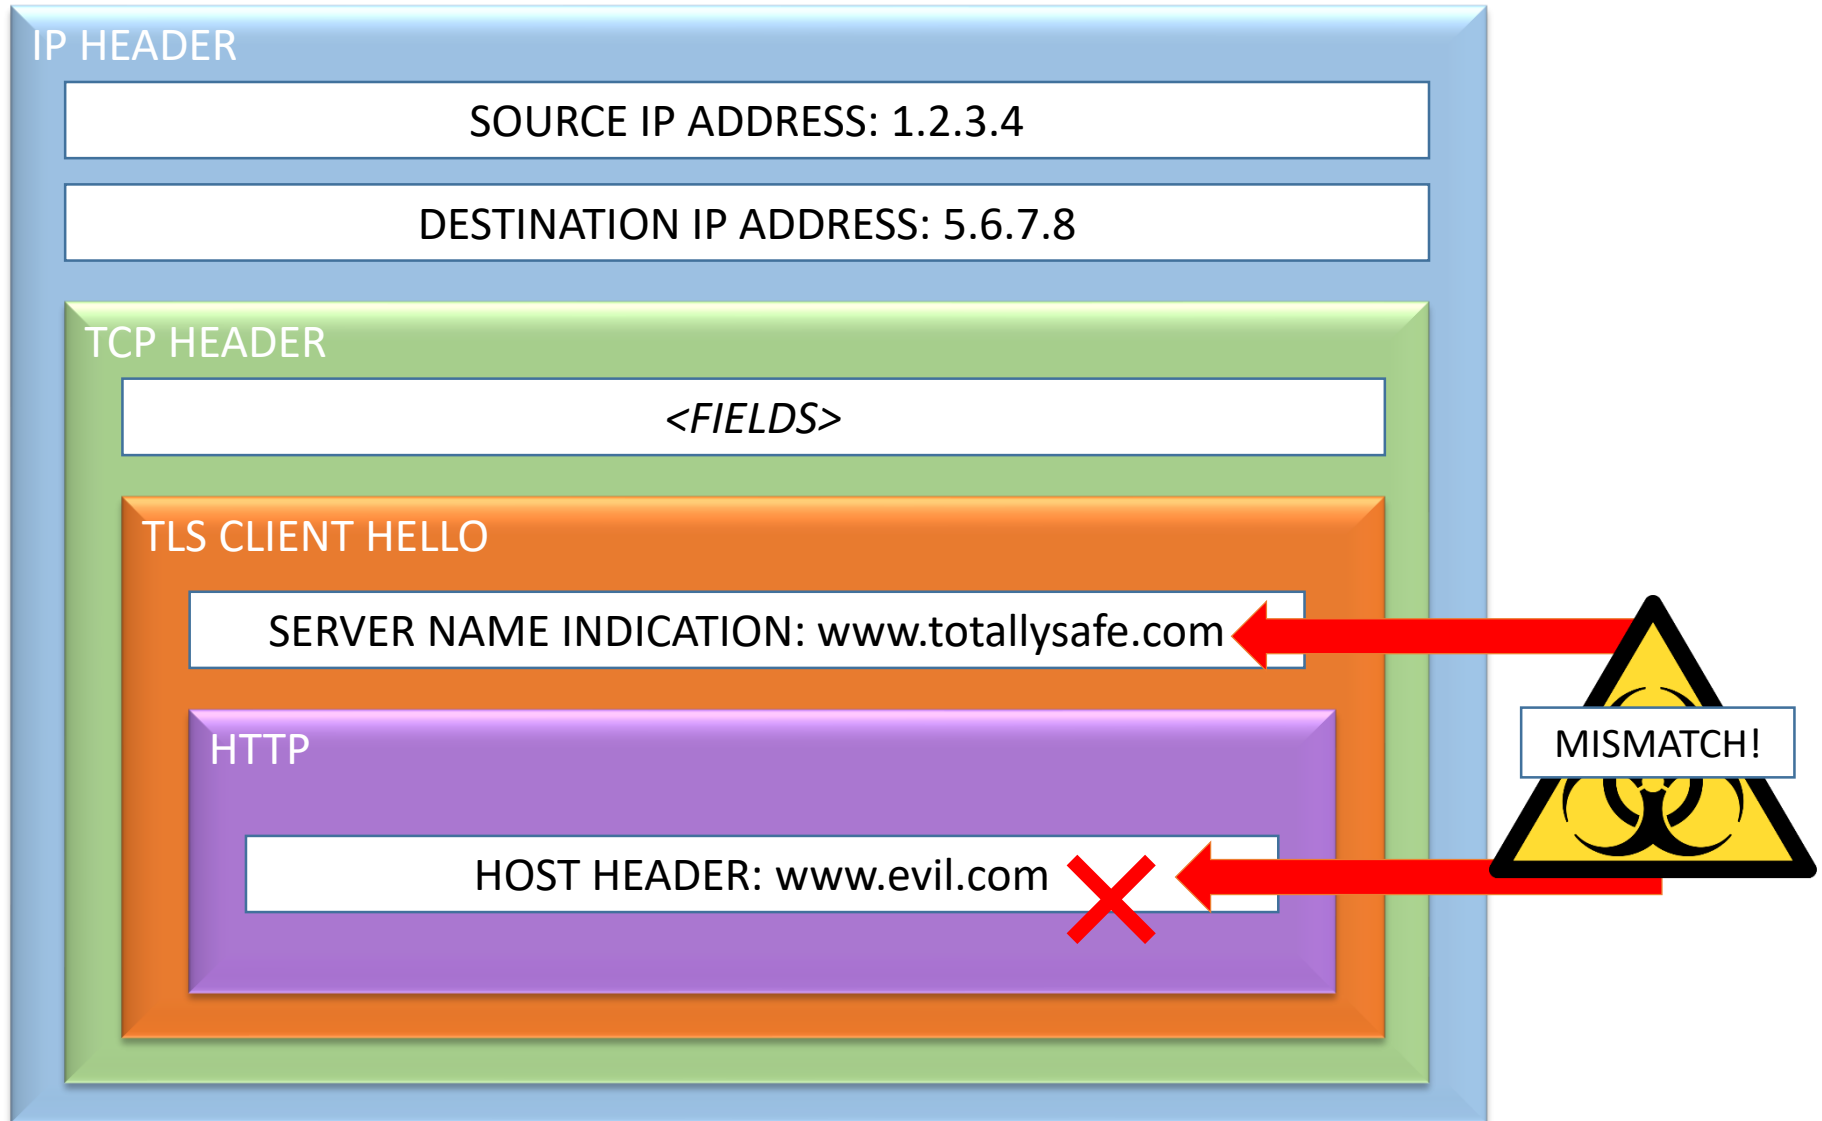 IP HEADER
SOURCE IP ADDRESS: 1.2.3.4
DESTINATION IP ADDRESS: 5.6.7.8
TCP HEADER
<FIELDS>
TLS CLIENT HELLO
SERVER NAME INDICATION: www.totallysafe.com
HTTP
MISMATCH!
HOST HEADER: www.evil.com